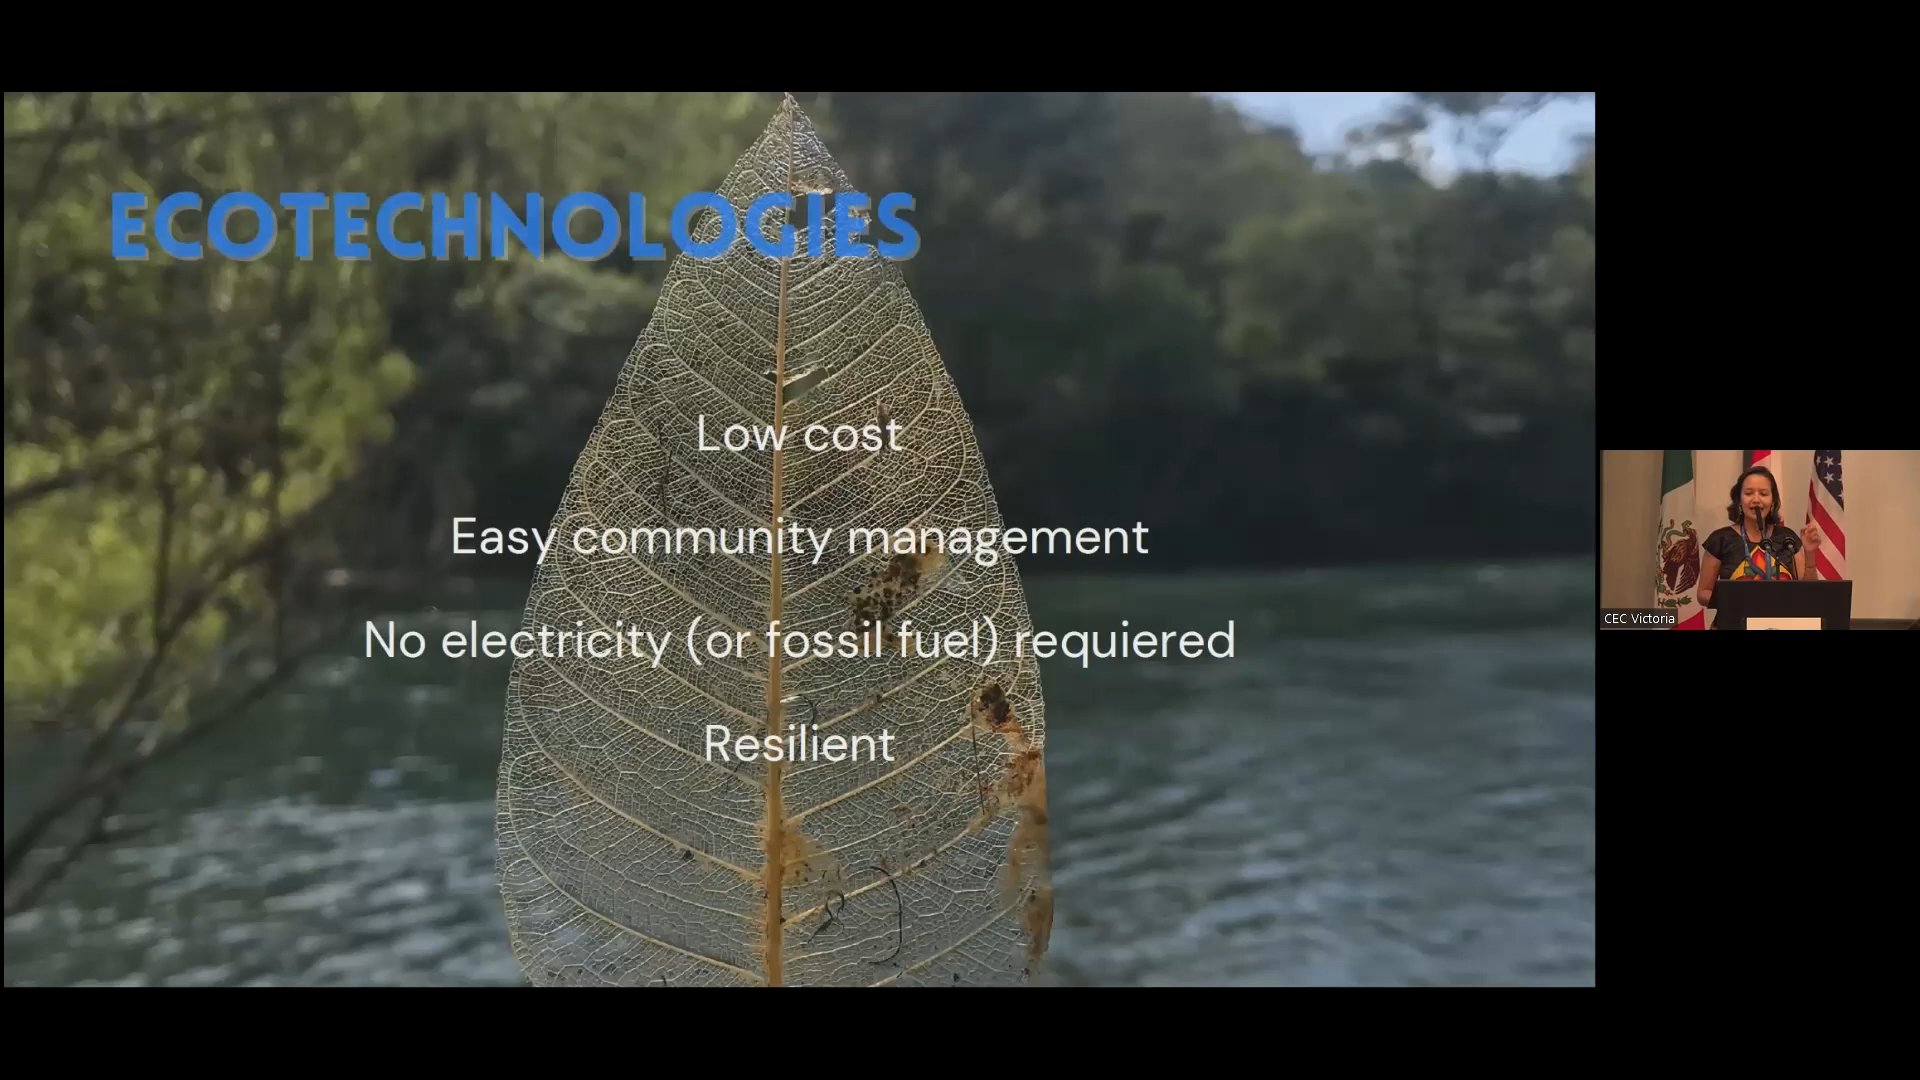 ECOTECHNOLOGIES
Low cost
Easy community management
No electricity (or fossil fuel) requiered
Resilient
CEC Victoria